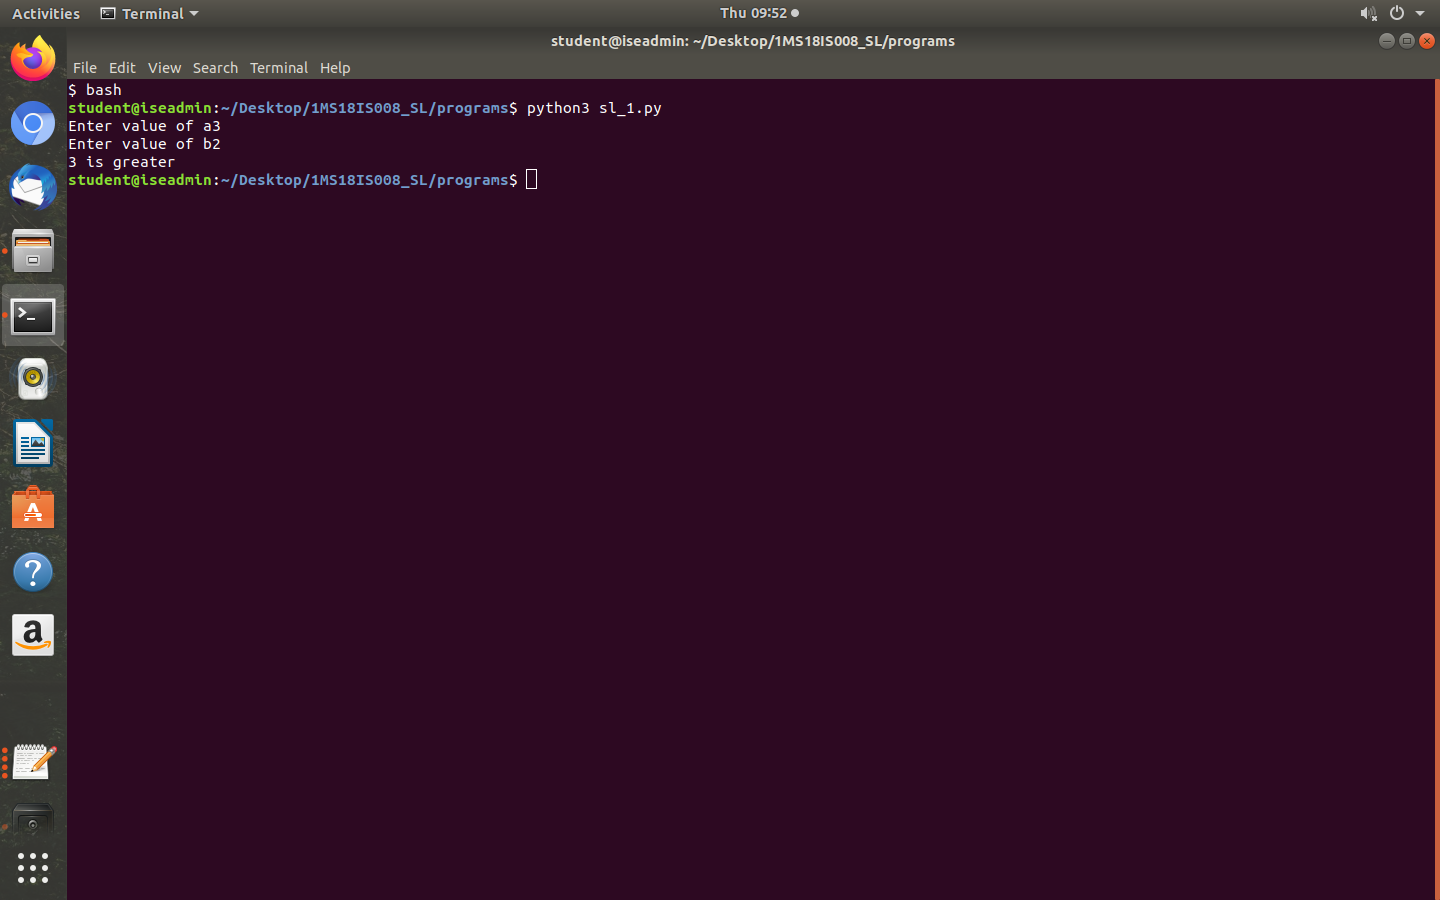 Activities Terminal Thu 09:52
student@iseadmin: ~/Desktop/1MS18IS008_SL/programs
File Edit View Search Terminal Help
$ bash
student@iseadmin:~/Desktop/1MS18IS008_SL/programs$ python3 sl_1.py
Enter value of a3
Enter value of b2
3 is greater
student@iseadmin:~/Desktop/1MS18IS008_SL/programs$